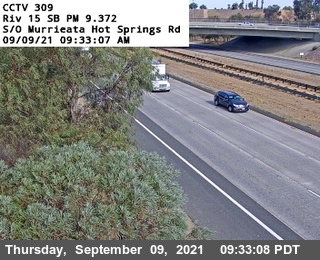 CCTV 309
Riv 15 SB PM 9.372
S/O Murrieata Hot Springs Rd
09/09/21 09:33:07 AM
Thursday, September 09, 2021 09:33:08 PDT